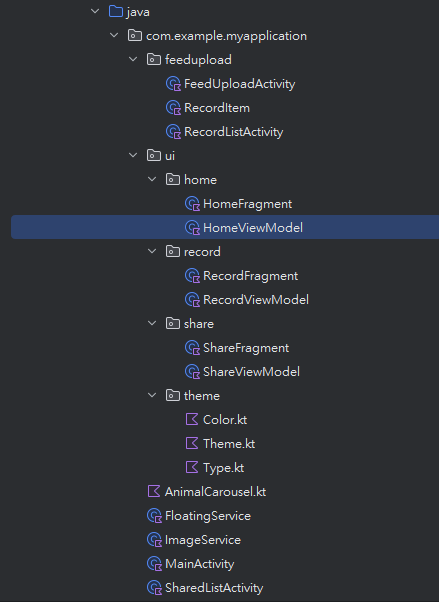 java
com.example.myapplication
feedupload
FeedUploadActivity
RecordItem
RecordListActivity
ui
home
HomeFragment
HomeViewModel
record
RecordFragment
RecordViewModel
share
ShareFragment
ShareViewModel
theme
Color.kt
Theme.kt
Type.kt
AnimalCarousel.kt
FloatingService
ImageService
MainActivity
SharedListActivity